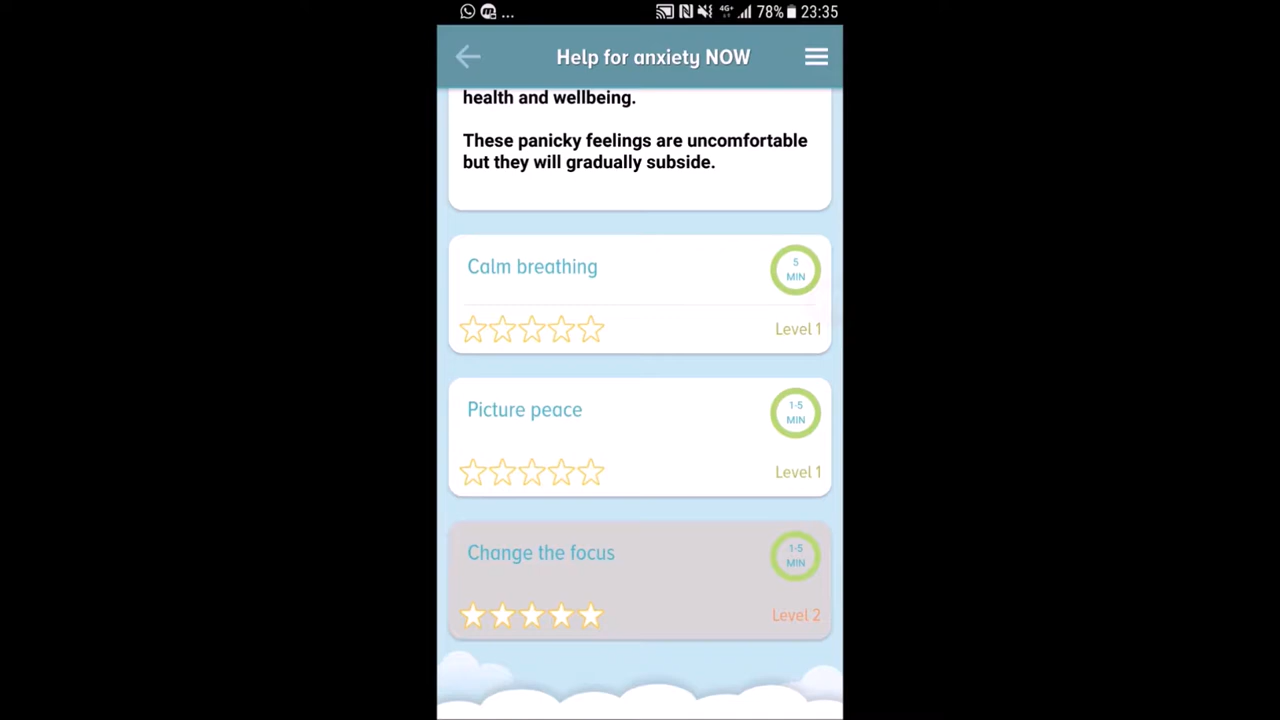 ... 4G+ 78% 23:35
Help for anxiety NOW
health and wellbeing.
These panicky feelings are uncomfortable
but they will gradually subside.
Calm breathing
5
MIN
Level 1
Picture peace
1-5
MIN
Level 1
Change the focus
1-5
MIN
Level 2